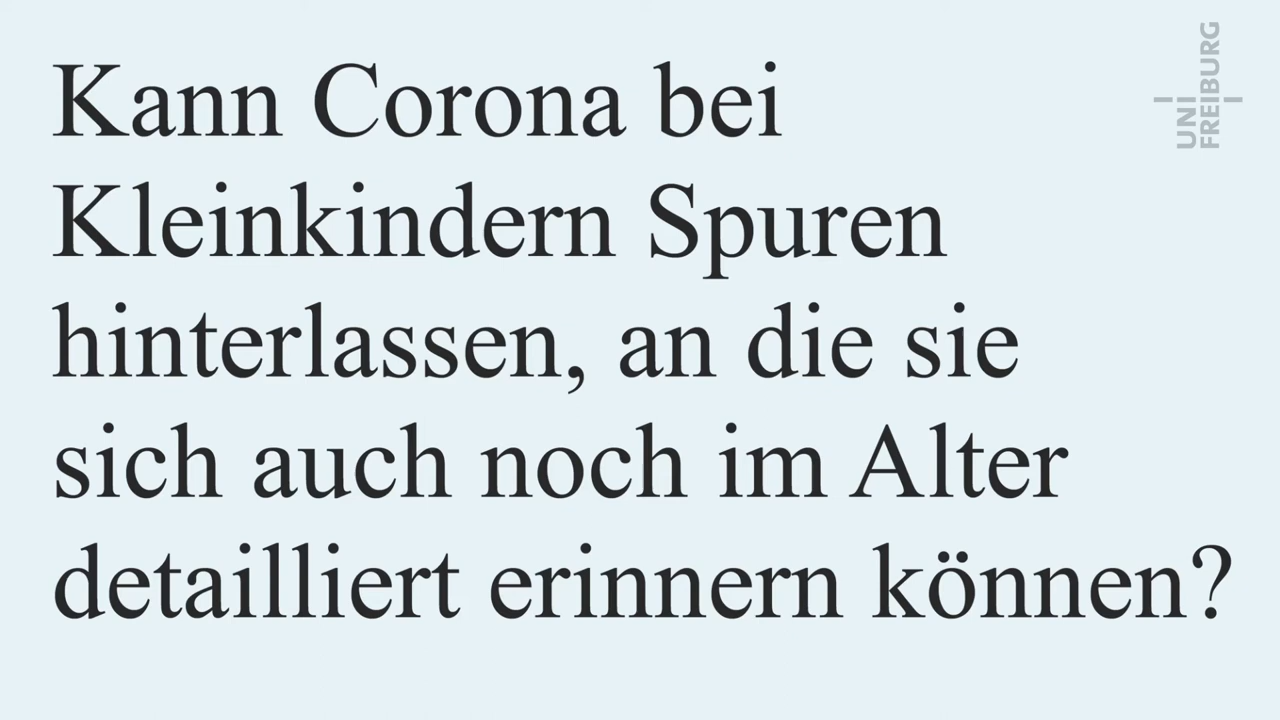 Kann Corona bei
Kleinkindern Spuren
hinterlassen, an die sie
sich auch noch im Alter
detailliert erinnern können?
UNI
FREIBURG